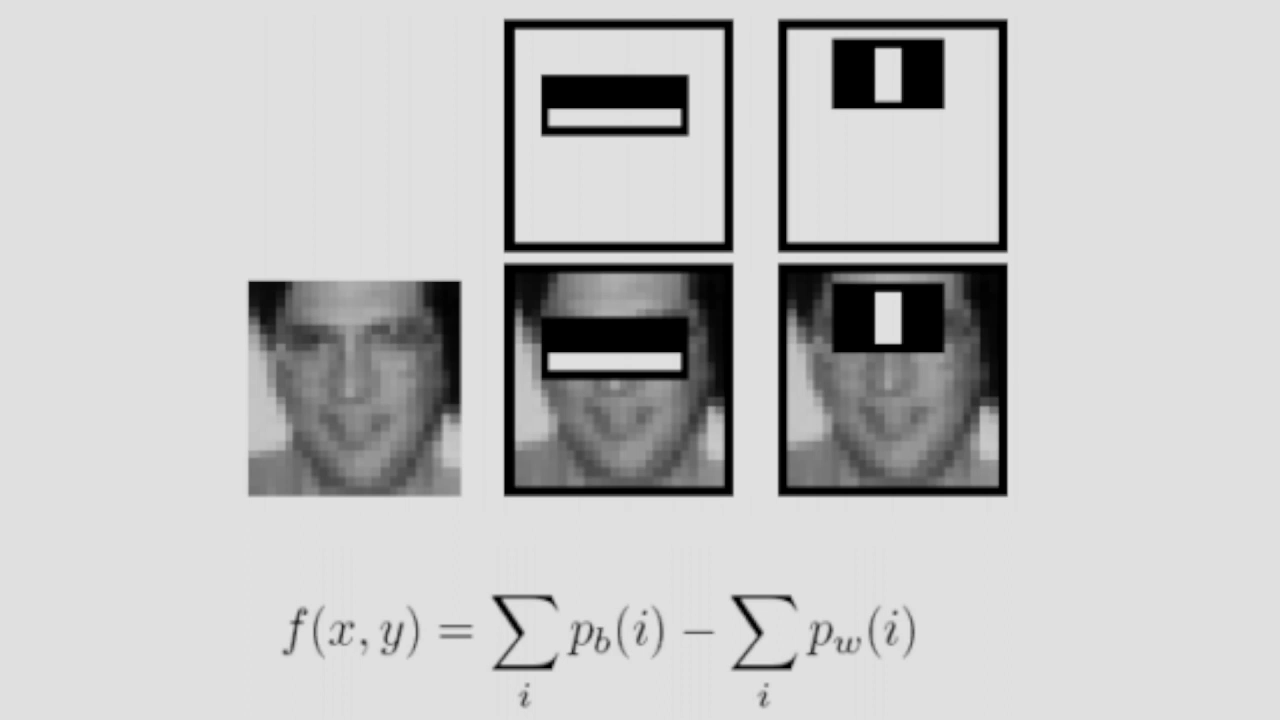 f(x, y) = ∑_i p_b(i) − ∑_i p_w(i)